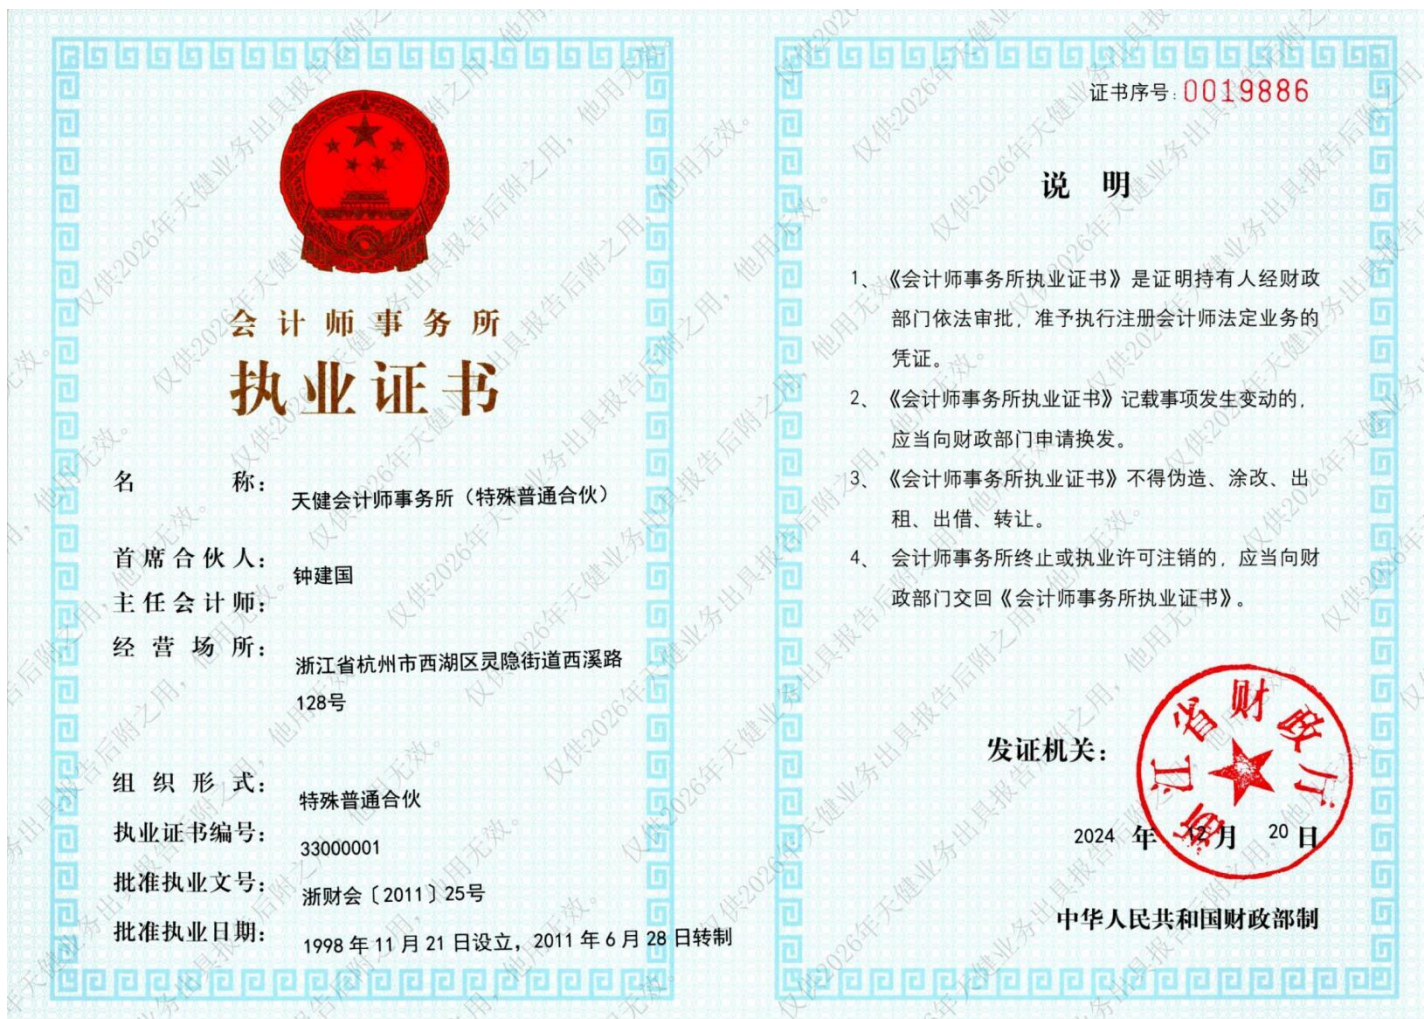 会计师事务所
执业证书
名称：天健会计师事务所（特殊普通合伙）
首席合伙人：钟建国
主任会计师：
经营场所：浙江省杭州市西湖区灵隐街道西溪路
128号
组织形式：特殊普通合伙
执业证书编号：33000001
批准执业文号：浙财会〔2011〕25号
批准执业日期：1998年11月21日设立，2011年6月28日转制
证书序号：0019886
说明
1、《会计师事务所执业证书》是证明持有人经财政
部门依法审批，准予执行注册会计师法定业务的
凭证。
2、《会计师事务所执业证书》记载事项发生变动的，
应当向财政部门申请换发。
3、《会计师事务所执业证书》不得伪造、涂改、出
租、出借、转让。
4、会计师事务所终止或执业许可注销的，应当向财
政部门交回《会计师事务所执业证书》。
发证机关：
浙江省财政厅
2024年12月20日
中华人民共和国财政部制
仅供2026年天健业务出具报告后附之用，他用无效。